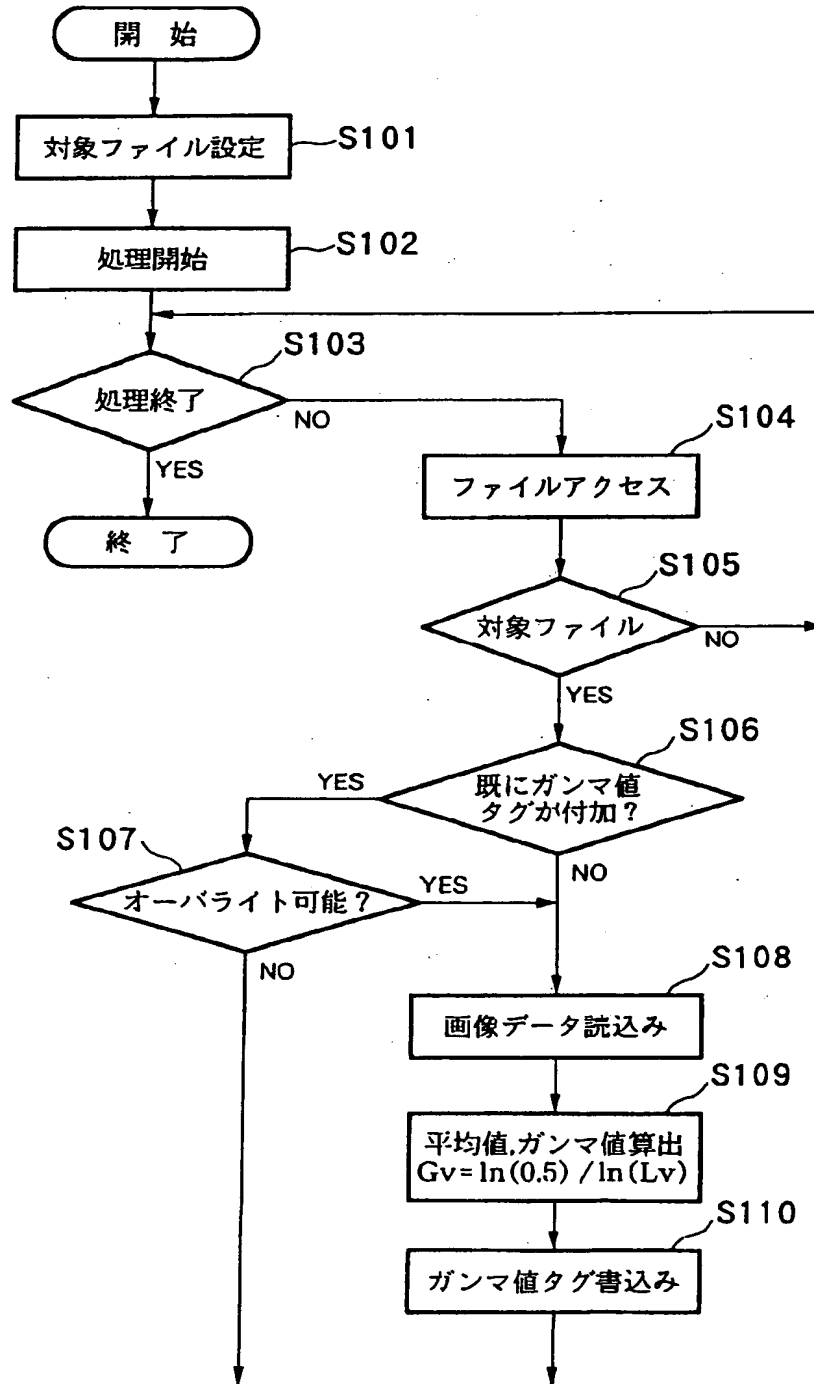 開 始
対象ファイル設定
S101
処理開始
S102
S103
処理終了
NO
YES
終 了
S104
ファイルアクセス
S105
対象ファイル
NO
YES
S106
既にガンマ値
タグが付加？
YES
NO
S107
オーバライト可能？
YES
NO
S108
画像データ読込み
S109
平均値,ガンマ値算出
Gv=ln(0.5)/ln(Lv)
S110
ガンマ値タグ書込み